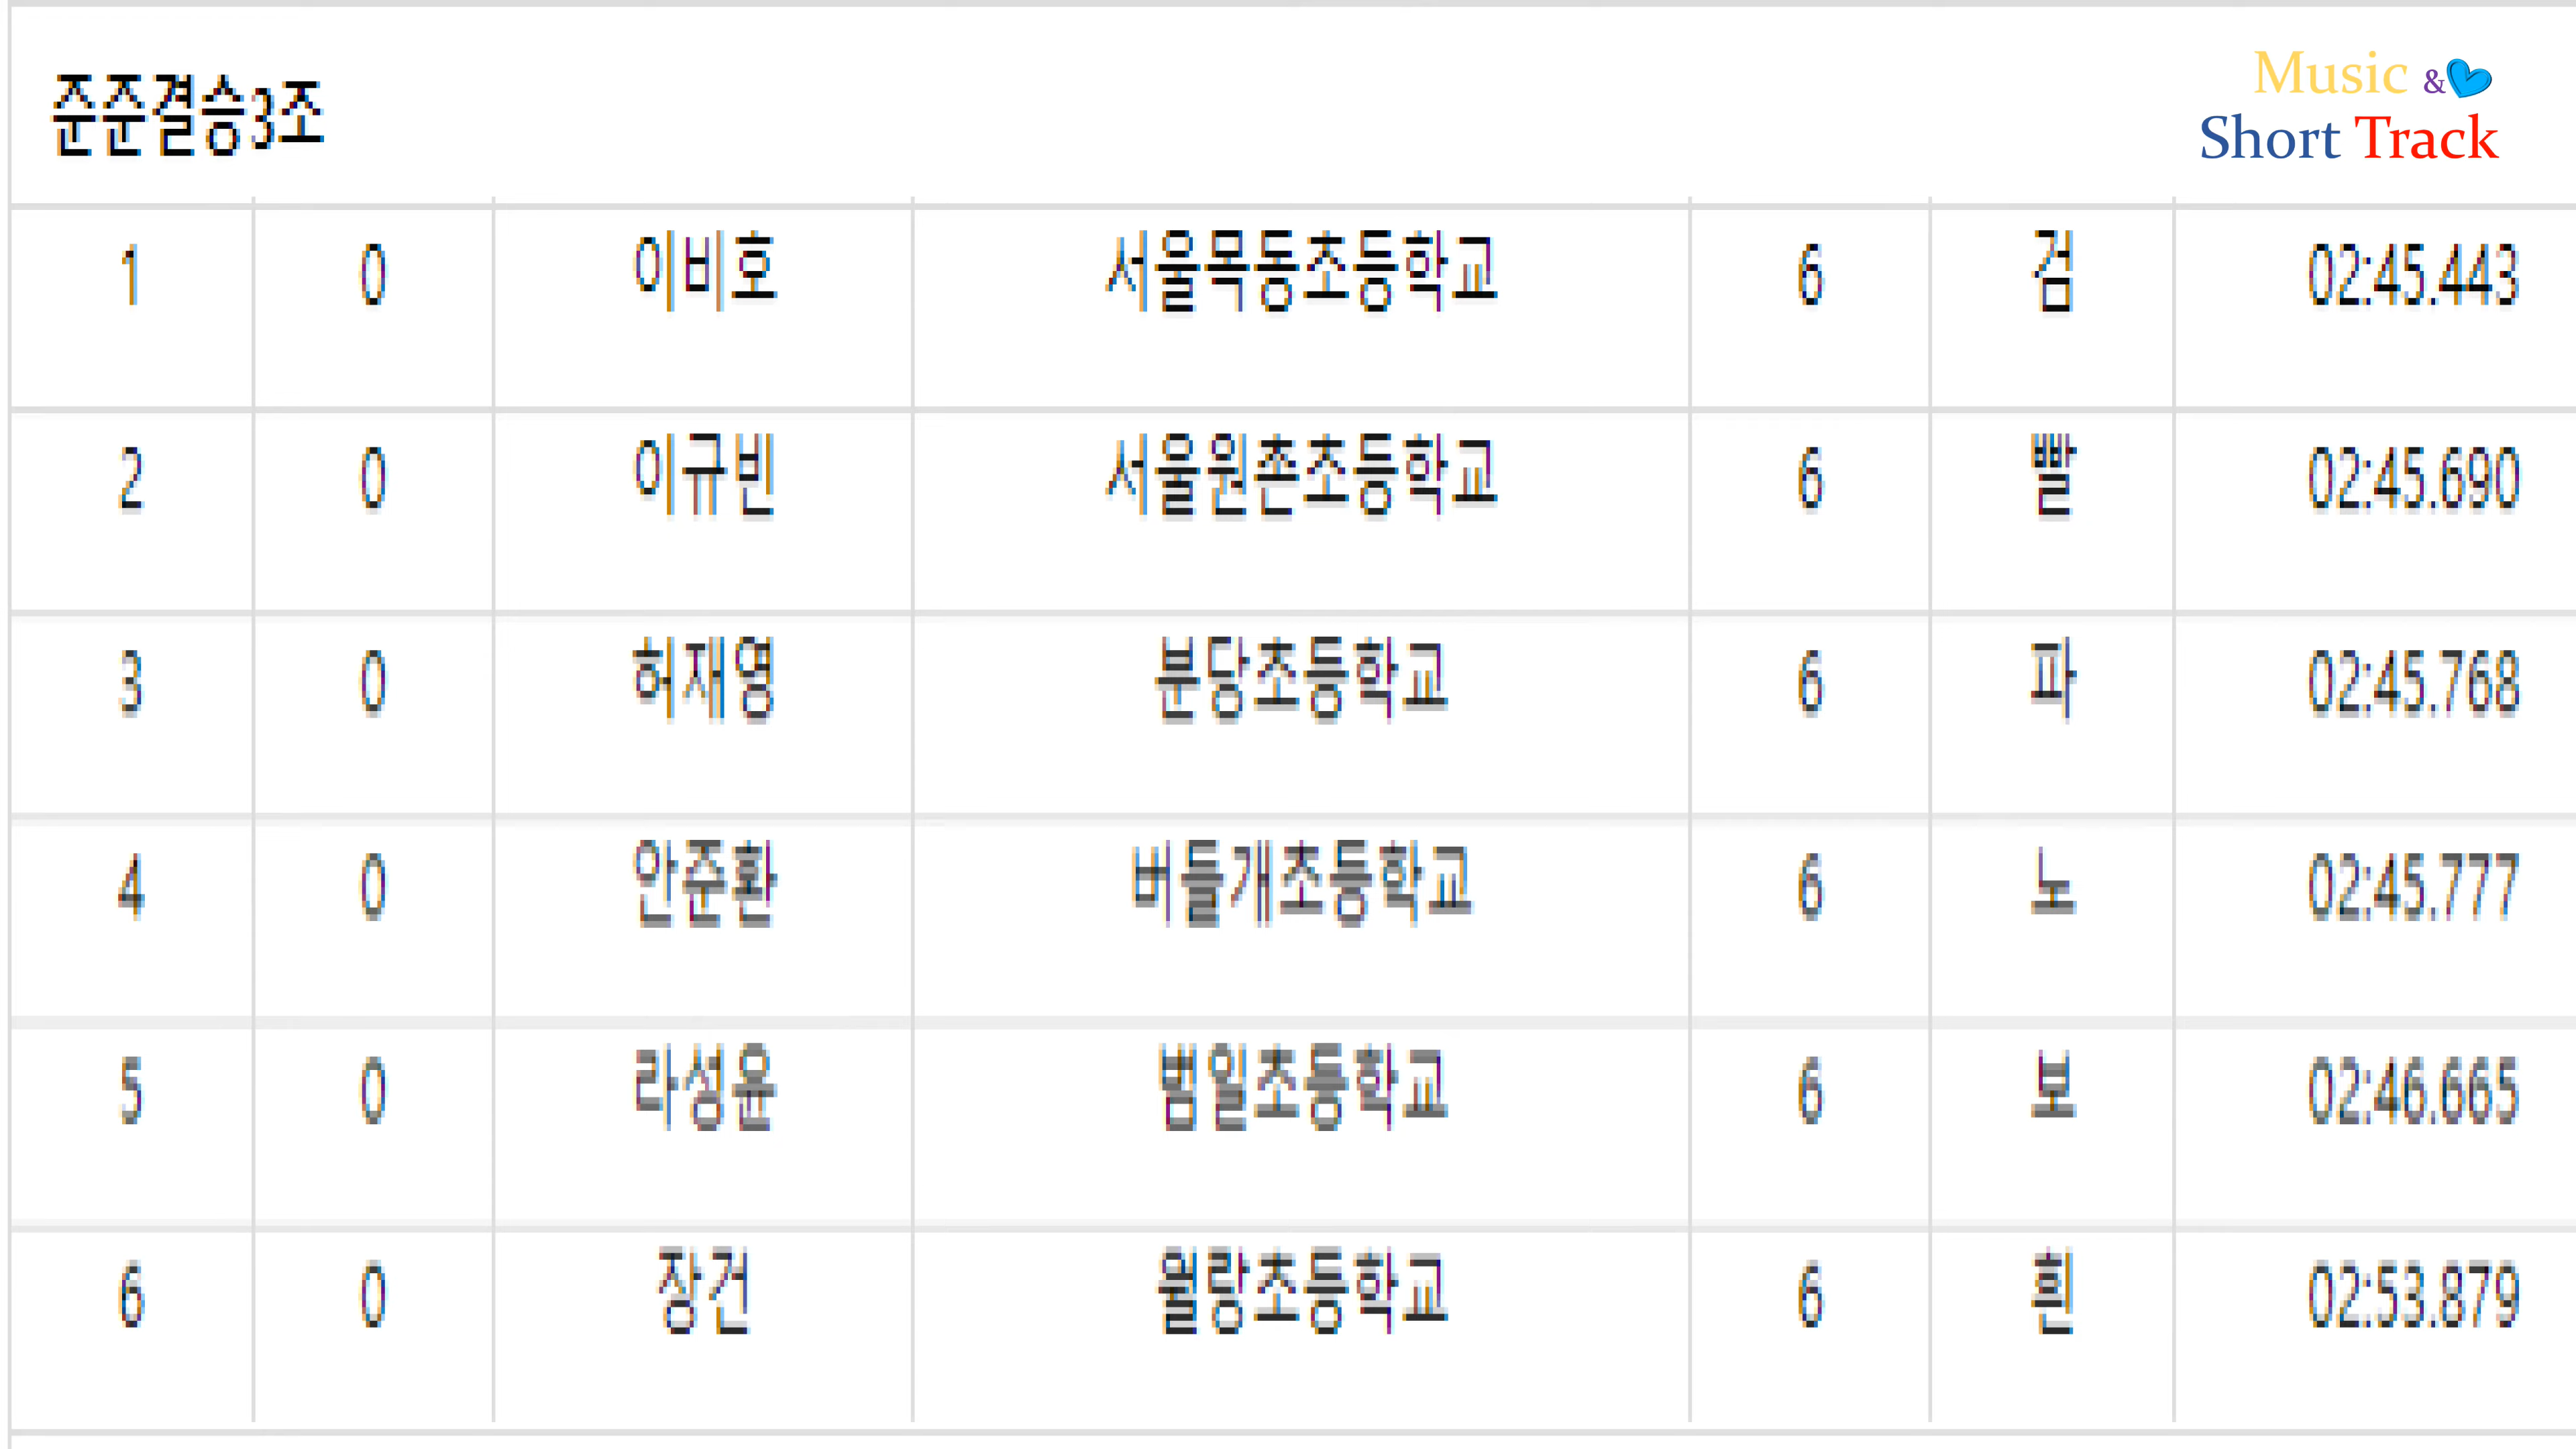 준준결승3조
Music &
Short Track
1 0 이비호 서울목동초등학교 6 검 02:45.443
2 0 이규빈 서울원촌초등학교 6 빨 02:45.690
3 0 허재영 분당초등학교 6 파 02:45.768
4 0 안준환 버들개초등학교 6 노 02:45.777
5 0 라성윤 범일초등학교 6 보 02:46.665
6 0 장건 월랑초등학교 6 흰 02:53.879